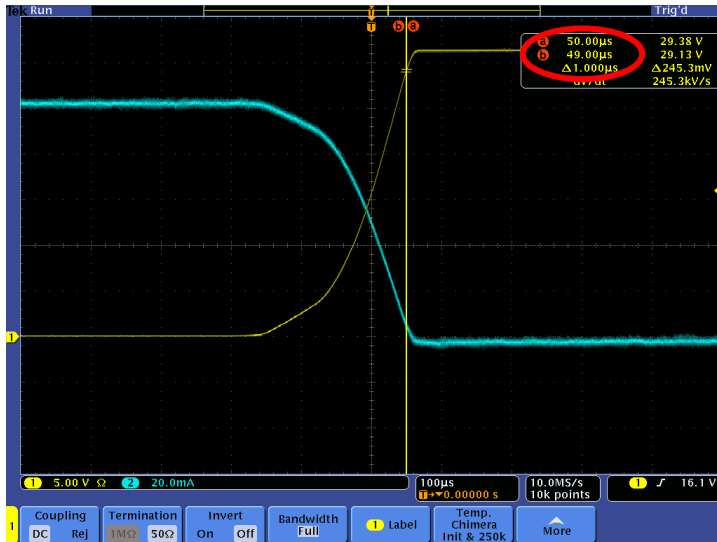 Tek Run
Trig'd
T
T b a
a 50.00µs 29.38 V
b 49.00µs 29.13 V
Δ1.000µs Δ245.3mV
dv/dt 245.3kV/s
1
1 5.00 V Ω 2 20.0mA
100µs
T→▼0.00000 s
10.0MS/s
10k points
1 ∫ 16.1 V
1
Coupling
DC Rej
Termination
1MΩ 50Ω
Invert
On Off
Bandwidth
Full
1 Label
Temp.
Chimera
Init & 250k
More